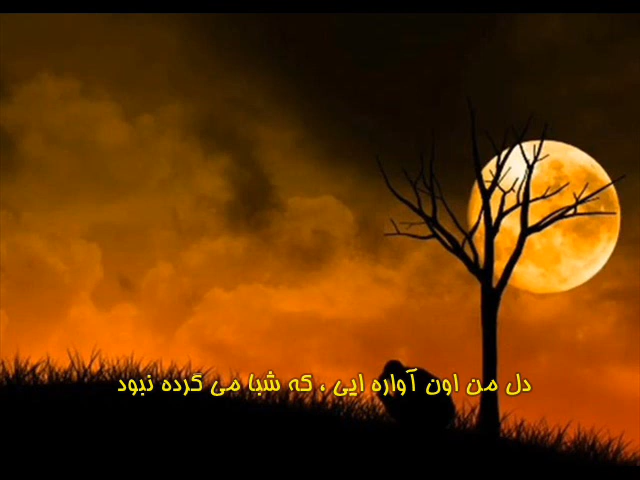 دل من اون آواره ایی ، که شبا می گرده نبود